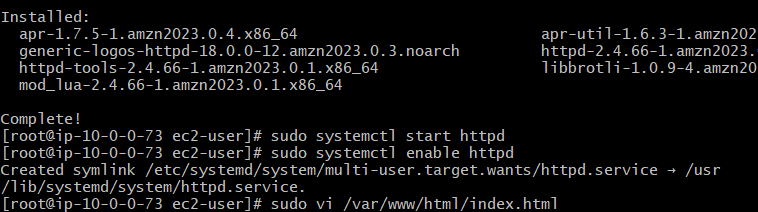 Installed:
apr-1.7.5-1.amzn2023.0.4.x86_64 apr-util-1.6.3-1.amzn202
generic-logos-httpd-18.0.0-12.amzn2023.0.3.noarch httpd-2.4.66-1.amzn2023.0
httpd-tools-2.4.66-1.amzn2023.0.1.x86_64 libbrotli-1.0.9-4.amzn20
mod_lua-2.4.66-1.amzn2023.0.1.x86_64
Complete!
[root@ip-10-0-0-73 ec2-user]# sudo systemctl start httpd
[root@ip-10-0-0-73 ec2-user]# sudo systemctl enable httpd
Created symlink /etc/systemd/system/multi-user.target.wants/httpd.service → /usr
/lib/systemd/system/httpd.service.
[root@ip-10-0-0-73 ec2-user]# sudo vi /var/www/html/index.html